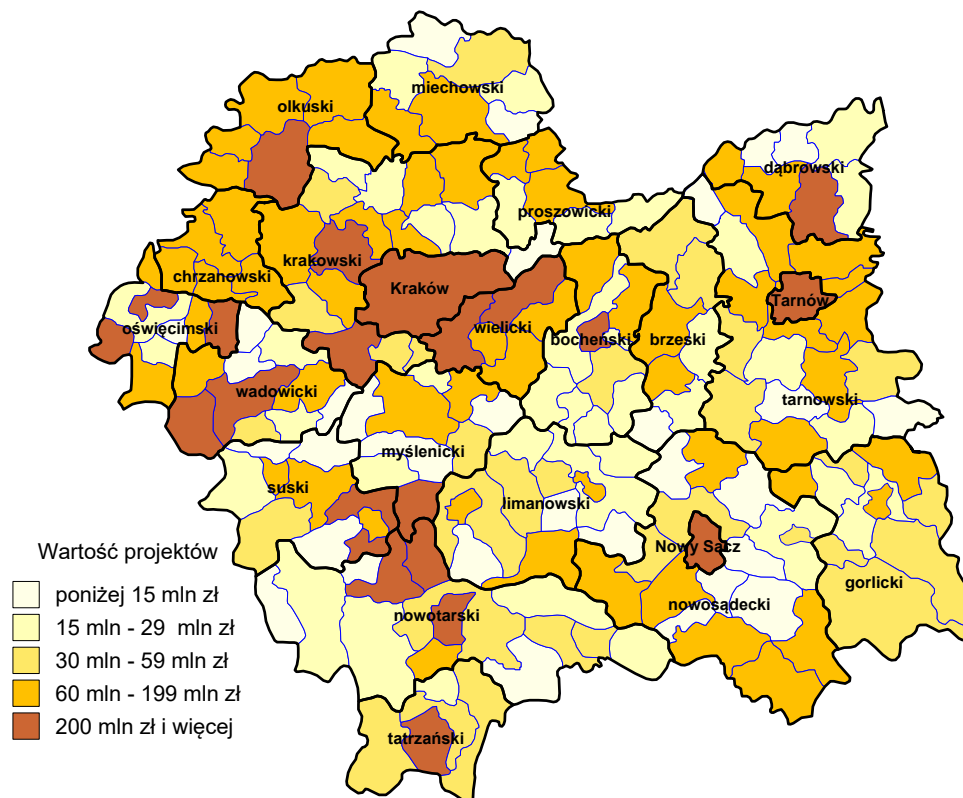 miechowski
olkuski
dąbrowski
proszowicki
krakowski
chrzanowski
Kraków
Tarnów
oświęcimski
wielicki
bocheński
brzeski
wadowicki
tarnowski
myślenicki
suski
limanowski
Nowy Sącz
gorlicki
nowosądecki
nowotarski
tatrzański
Wartość projektów
poniżej 15 mln zł
15 mln - 29 mln zł
30 mln - 59 mln zł
60 mln - 199 mln zł
200 mln zł i więcej